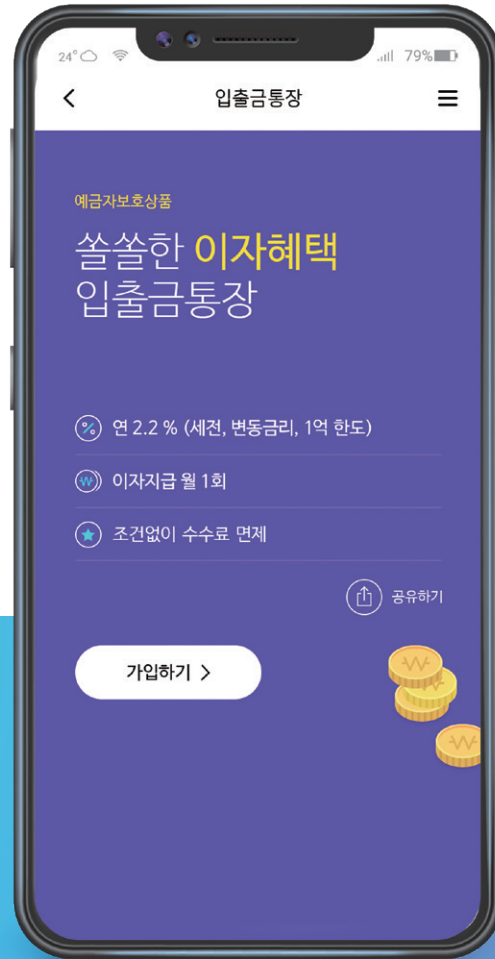 24°
79%
입출금통장
예금자보호상품
쏠쏠한 이자혜택
입출금통장
연 2.2 % (세전, 변동금리, 1억 한도)
이자지급 월 1회
조건없이 수수료 면제
공유하기
가입하기 >